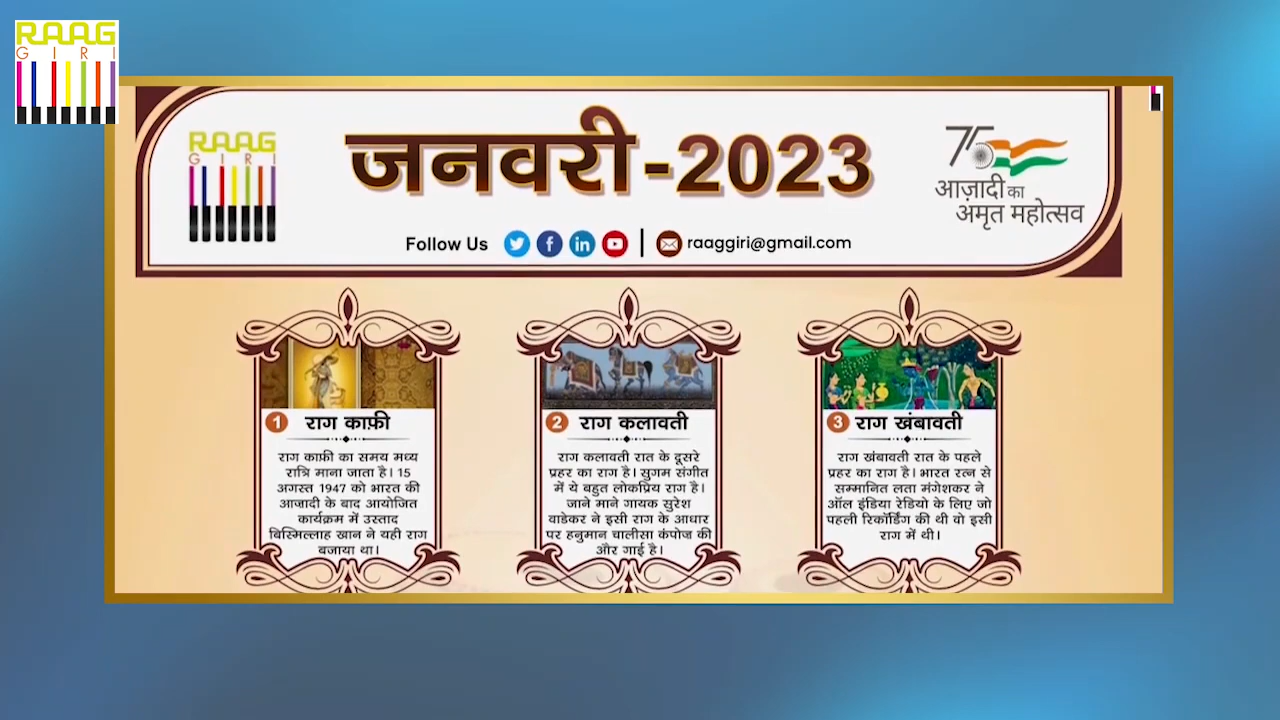 RAAG
GIRI
RAAG
GIRI
जनवरी-2023
75
आज़ादी का
अमृत महोत्सव
Follow Us
raaggiri@gmail.com
1 राग काफ़ी
राग काफ़ी का समय मध्य
रात्रि माना जाता है। 15
अगस्त 1947 को भारत की
आजादी के बाद आयोजित
कार्यक्रम में उस्ताद
बिस्मिल्लाह खान ने यही राग
बजाया था।
2 राग कलावती
राग कलावती रात के दूसरे
प्रहर का राग है। सुगम संगीत
में ये बहुत लोकप्रिय राग है।
जाने माने गायक सुरेश
वाडेकर ने इसी राग के आधार
पर हनुमान चालीसा कंपोज की
और गाई है।
3 राग खंबावती
राग खंबावती रात के पहले
प्रहर का राग है। भारत रत्न से
सम्मानित लता मंगेशकर ने
ऑल इंडिया रेडियो के लिए जो
पहली रिकॉर्डिंग की थी वो इसी
राग में थी।